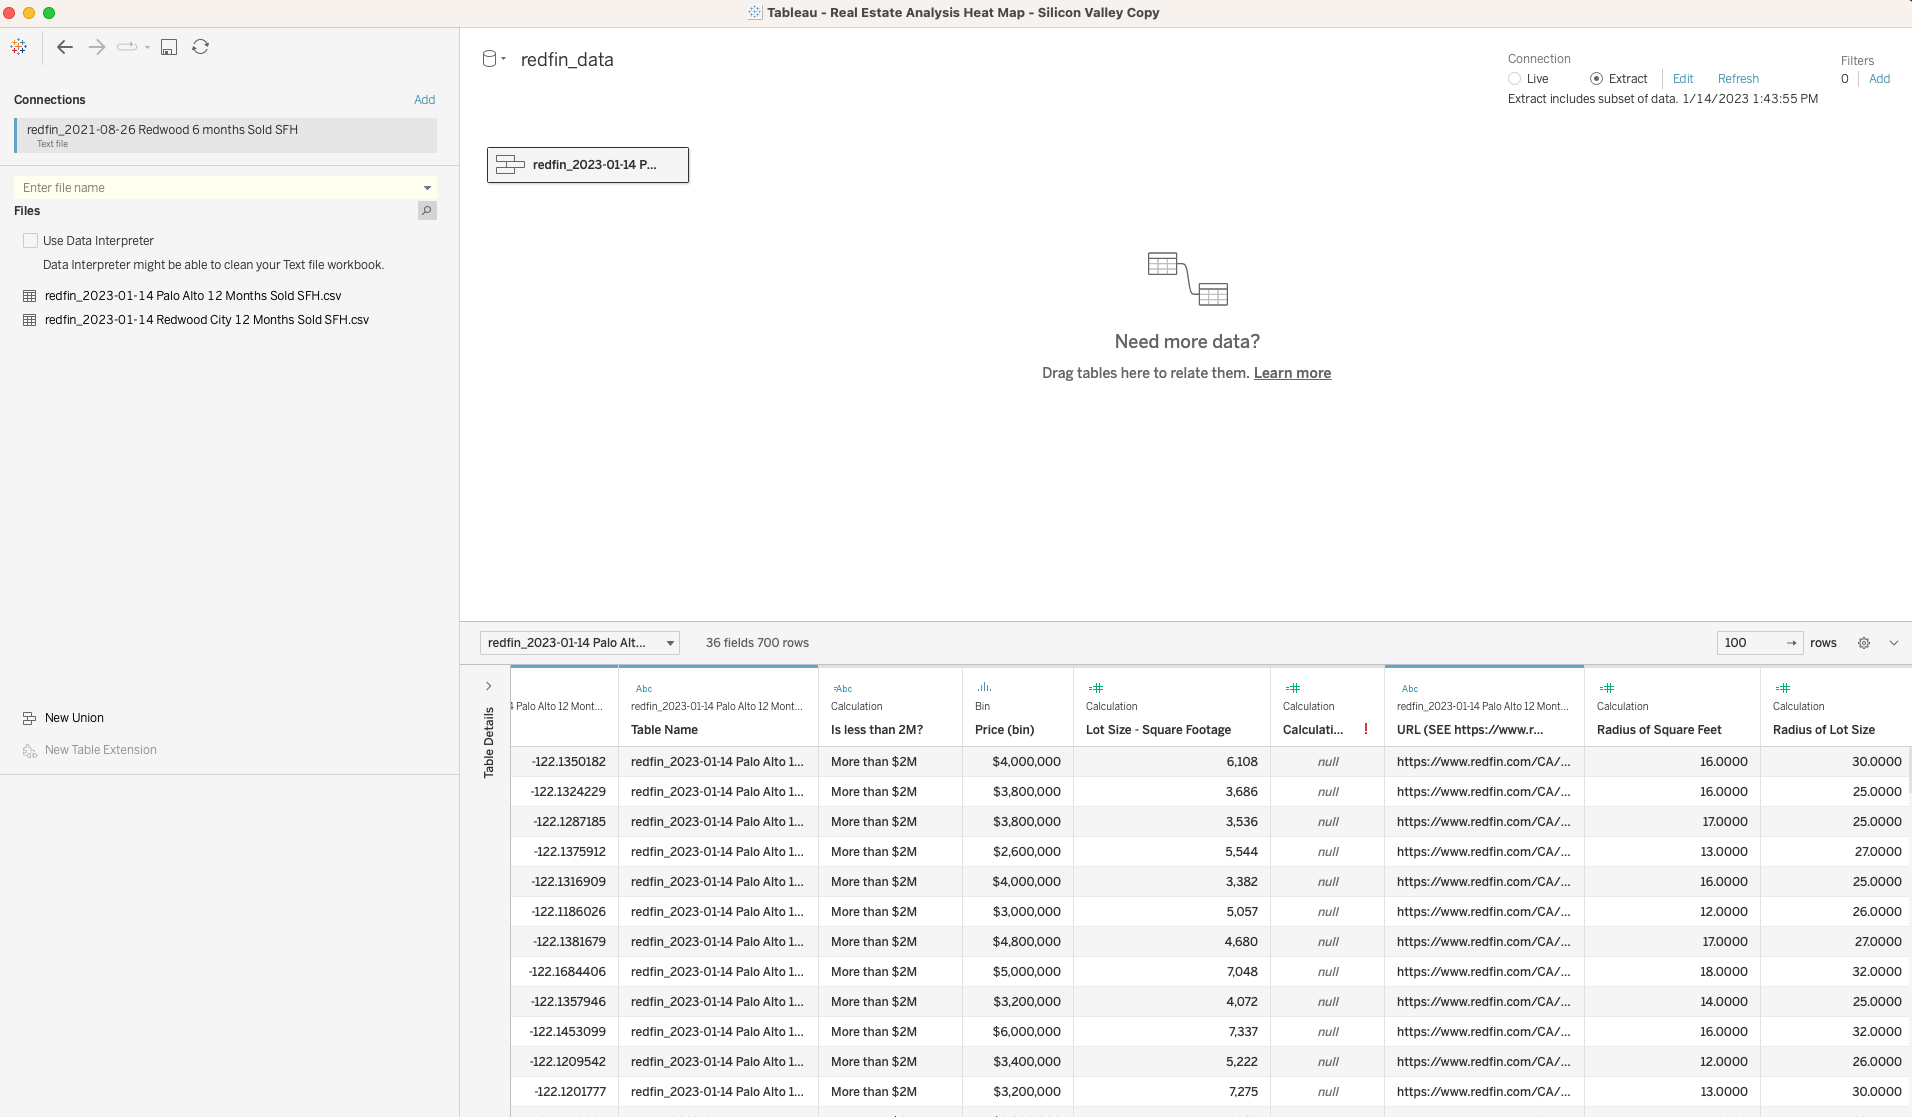 Tableau - Real Estate Analysis Heat Map - Silicon Valley Copy
Connections
Add
redfin_2021-08-26 Redwood 6 months Sold SFH
Text file
Enter file name
Files
Use Data Interpreter
Data Interpreter might be able to clean your Text file workbook.
redfin_2023-01-14 Palo Alto 12 Months Sold SFH.csv
redfin_2023-01-14 Redwood City 12 Months Sold SFH.csv
New Union
New Table Extension
redfin_data
Connection
Live Extract Edit Refresh
Extract includes subset of data. 1/14/2023 1:43:55 PM
Filters
0 Add
redfin_2023-01-14 P...
Need more data?
Drag tables here to relate them. Learn more
redfin_2023-01-14 Palo Alt... 36 fields 700 rows 100 rows
Table Details
Abc =Abc Abc
Palo Alto 12 Mont... redfin_2023-01-14 Palo Alto 12 Mont... Calculation Bin Calculation Calculation redfin_2023-01-14 Palo Alto 12 Mont... Calculation Calculation
Table Name Is less than 2M? Price (bin) Lot Size - Square Footage Calculati... ! URL (SEE https://www.r... Radius of Square Feet Radius of Lot Size
-122.1350182 redfin_2023-01-14 Palo Alto 1... More than $2M $4,000,000 6,108 null https://www.redfin.com/CA/... 16.0000 30.0000
-122.1324229 redfin_2023-01-14 Palo Alto 1... More than $2M $3,800,000 3,686 null https://www.redfin.com/CA/... 16.0000 25.0000
-122.1287185 redfin_2023-01-14 Palo Alto 1... More than $2M $3,800,000 3,536 null https://www.redfin.com/CA/... 17.0000 25.0000
-122.1375912 redfin_2023-01-14 Palo Alto 1... More than $2M $2,600,000 5,544 null https://www.redfin.com/CA/... 13.0000 27.0000
-122.1316909 redfin_2023-01-14 Palo Alto 1... More than $2M $4,000,000 3,382 null https://www.redfin.com/CA/... 16.0000 25.0000
-122.1186026 redfin_2023-01-14 Palo Alto 1... More than $2M $3,000,000 5,057 null https://www.redfin.com/CA/... 12.0000 26.0000
-122.1381679 redfin_2023-01-14 Palo Alto 1... More than $2M $4,800,000 4,680 null https://www.redfin.com/CA/... 17.0000 27.0000
-122.1684406 redfin_2023-01-14 Palo Alto 1... More than $2M $5,000,000 7,048 null https://www.redfin.com/CA/... 18.0000 32.0000
-122.1357946 redfin_2023-01-14 Palo Alto 1... More than $2M $3,200,000 4,072 null https://www.redfin.com/CA/... 14.0000 25.0000
-122.1453099 redfin_2023-01-14 Palo Alto 1... More than $2M $6,000,000 7,337 null https://www.redfin.com/CA/... 16.0000 32.0000
-122.1209542 redfin_2023-01-14 Palo Alto 1... More than $2M $3,400,000 5,222 null https://www.redfin.com/CA/... 12.0000 26.0000
-122.1201777 redfin_2023-01-14 Palo Alto 1... More than $2M $3,200,000 7,275 null https://www.redfin.com/CA/... 13.0000 30.0000